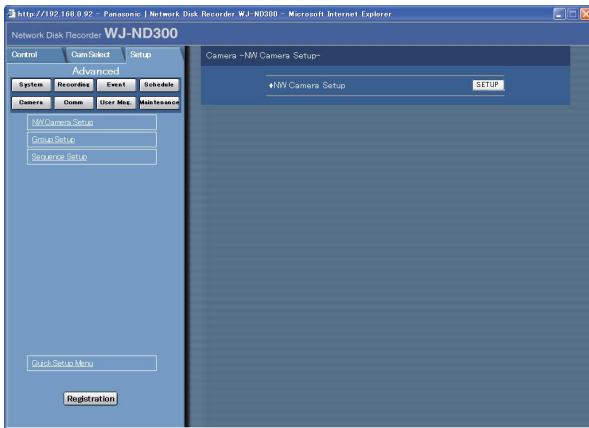 http://192.168.0.92 - Panasonic | Network Disk Recorder WJ-ND300 - Microsoft Internet Explorer
Network Disk Recorder WJ-ND300
Control Cam Select Setup
Advanced
System Recording Event Schedule
Camera Comm User Mng. Maintenance
NW Camera Setup
Group Setup
Sequence Setup
Quick Setup Menu
Registration
Camera -NW Camera Setup-
♦NW Camera Setup SETUP